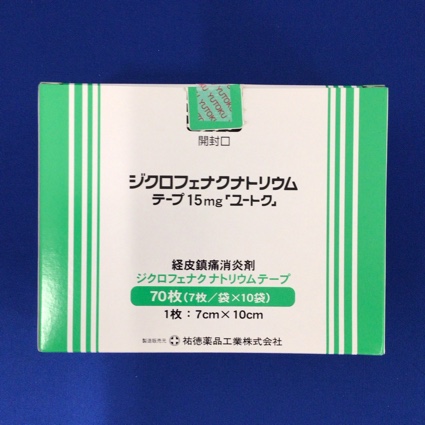 YUTOKU
YUTOKU
開封口
ジクロフェナクナトリウム
テープ15mg「ユートク」
経皮鎮痛消炎剤
ジクロフェナク ナトリウムテープ
70枚(7枚/袋×10袋)
1枚:7cm×10cm
製造販売元 祐徳薬品工業株式会社